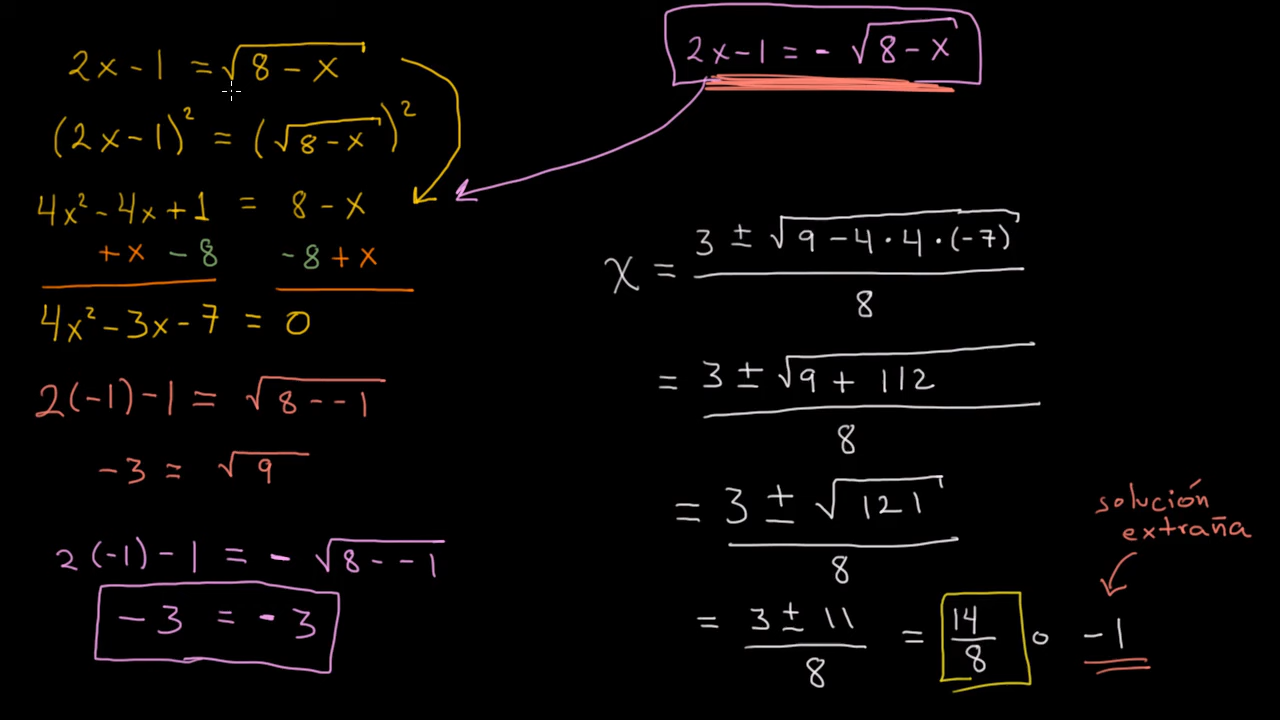 2x - 1 = √(8 - x)
(2x - 1)² = (√(8 - x))²
4x² - 4x + 1 = 8 - x
+ x - 8 - 8 + x
4x² - 3x - 7 = 0
2(-1) - 1 = √(8 - - 1)
-3 = √9
2(-1) - 1 = - √(8 - - 1)
-3 = -3
2x - 1 = - √(8 - x)
x = (3 ± √(9 - 4 · 4 · (-7))) / 8
= (3 ± √(9 + 112)) / 8
= (3 ± √121) / 8
= (3 ± 11) / 8 = 14/8 o -1
solución
extraña